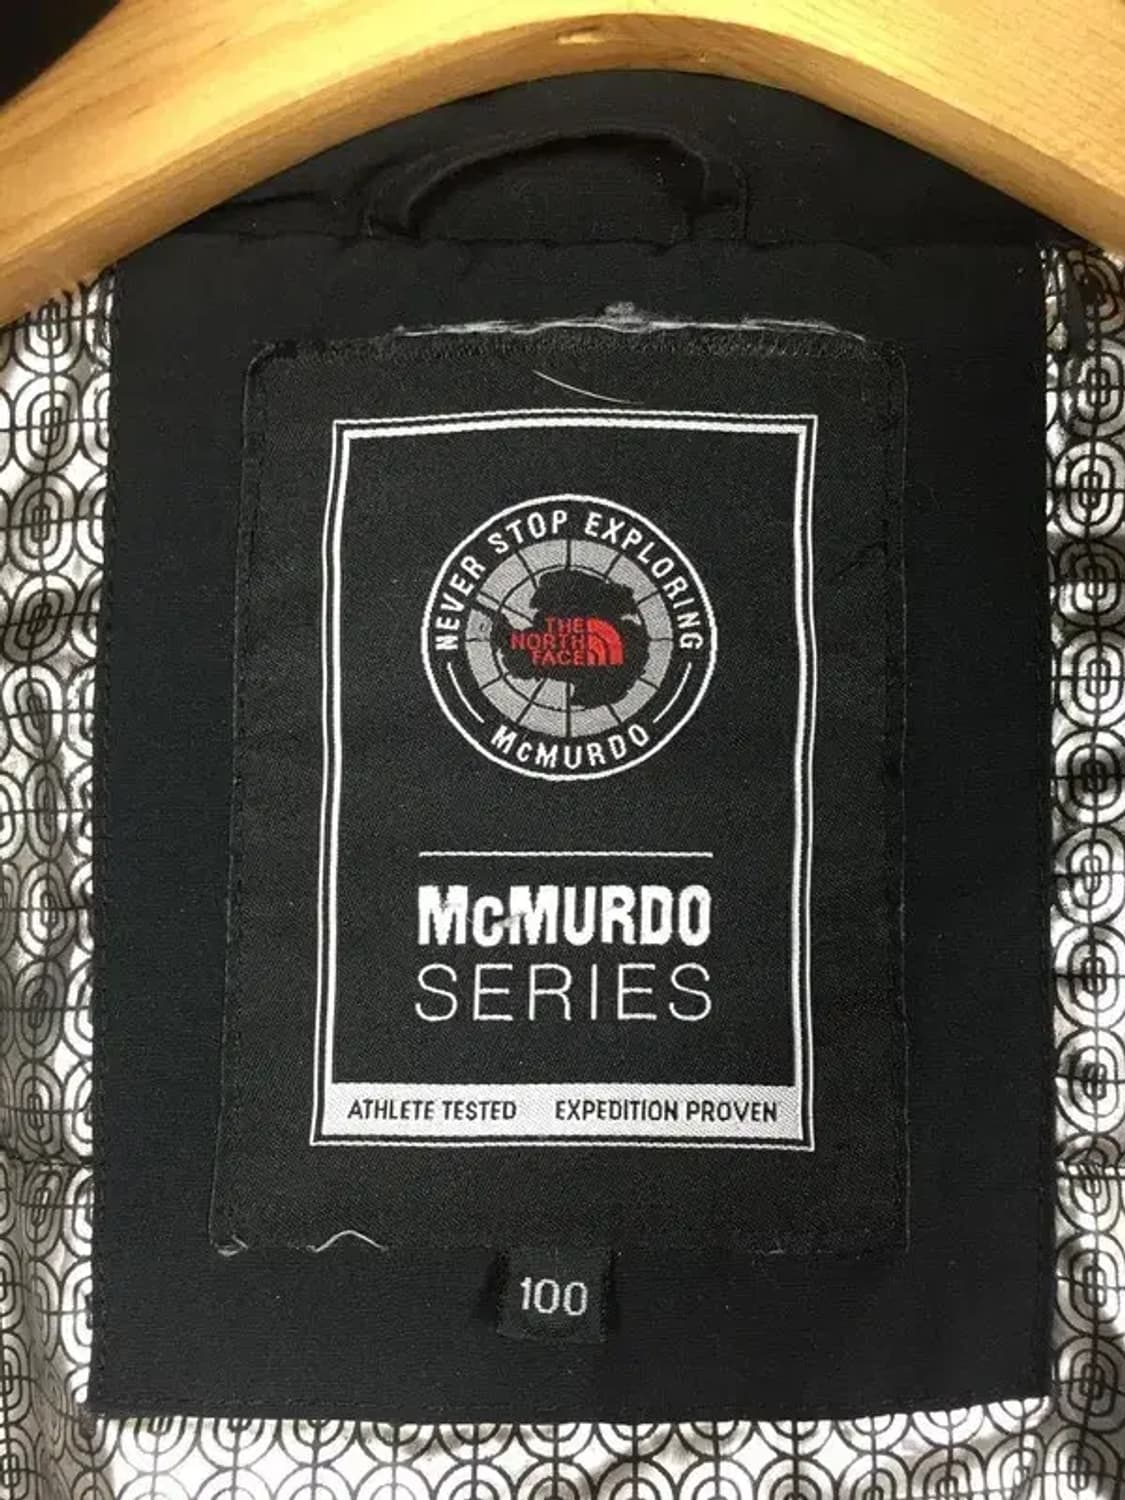 NEVER STOP EXPLORING
THE
NORTH
FACE
McMURDO
McMURDO
SERIES
ATHLETE TESTED EXPEDITION PROVEN
100